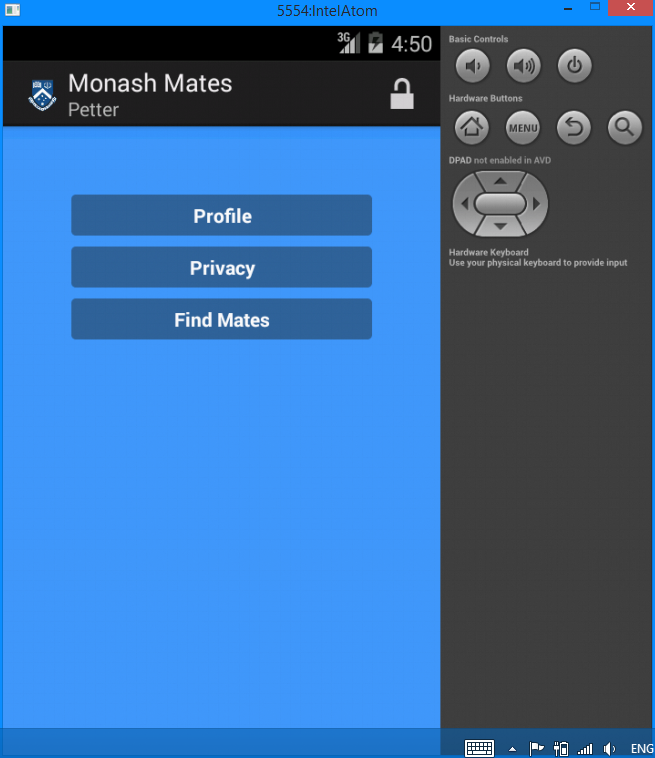 5554:IntelAtom
3G 4:50
Monash Mates
Petter
Profile
Privacy
Find Mates
Basic Controls
Hardware Buttons
MENU
DPAD not enabled in AVD
Hardware Keyboard
Use your physical keyboard to provide input
ENG